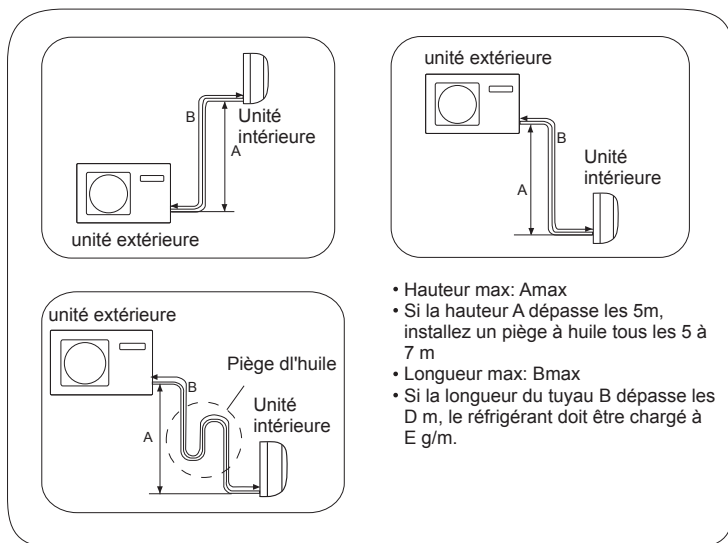 B
Unité
intérieure
A
unité extérieure
unité extérieure
B
Unité
intérieure
A
unité extérieure
Piège dl'huile
B
Unité
intérieure
A
• Hauteur max: Amax
• Si la hauteur A dépasse les 5m,
installez un piège à huile tous les 5 à
7 m
• Longueur max: Bmax
• Si la longueur du tuyau B dépasse les
D m, le réfrigérant doit être chargé à
E g/m.